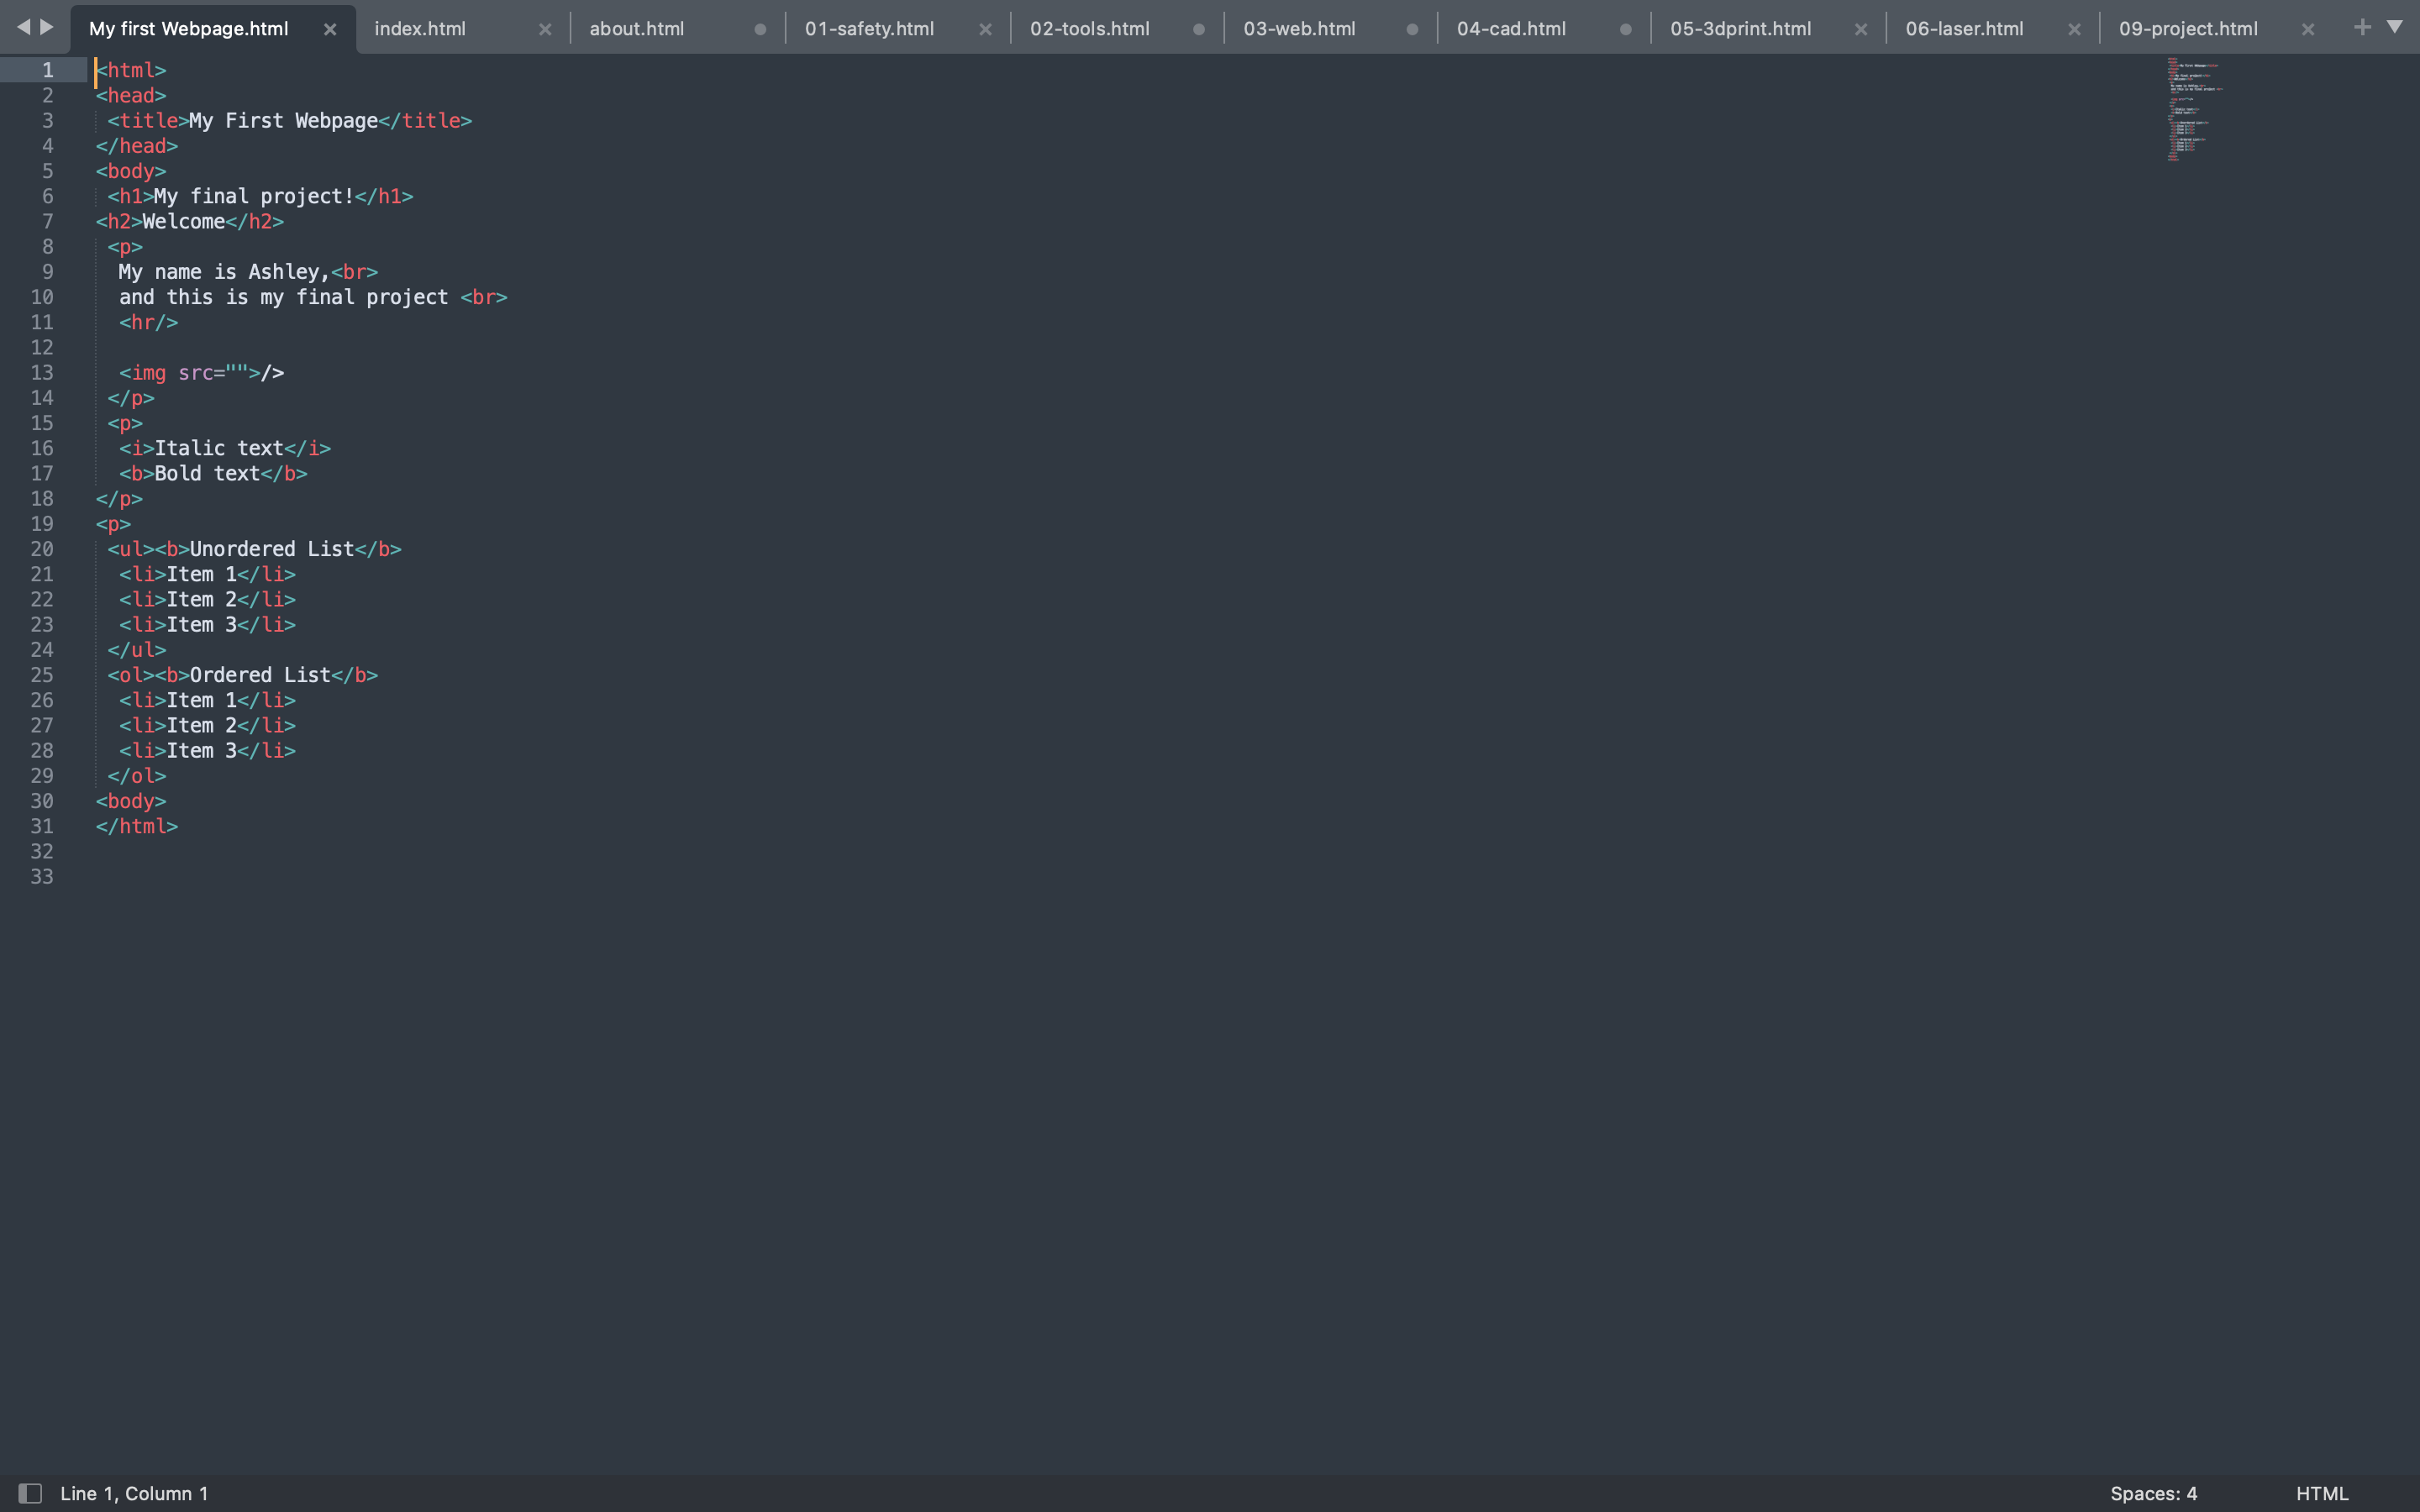 My first Webpage.html index.html about.html 01-safety.html 02-tools.html 03-web.html 04-cad.html 05-3dprint.html 06-laser.html 09-project.html
1 <html>
2 <head>
3 <title>My First Webpage</title>
4 </head>
5 <body>
6 <h1>My final project!</h1>
7 <h2>Welcome</h2>
8 <p>
9 My name is Ashley,<br>
10 and this is my final project <br>
11 <hr/>
12
13 <img src="">/>
14 </p>
15 <p>
16 <i>Italic text</i>
17 <b>Bold text</b>
18 </p>
19 <p>
20 <ul><b>Unordered List</b>
21 <li>Item 1</li>
22 <li>Item 2</li>
23 <li>Item 3</li>
24 </ul>
25 <ol><b>Ordered List</b>
26 <li>Item 1</li>
27 <li>Item 2</li>
28 <li>Item 3</li>
29 </ol>
30 <body>
31 </html>
32
33
Line 1, Column 1 Spaces: 4 HTML